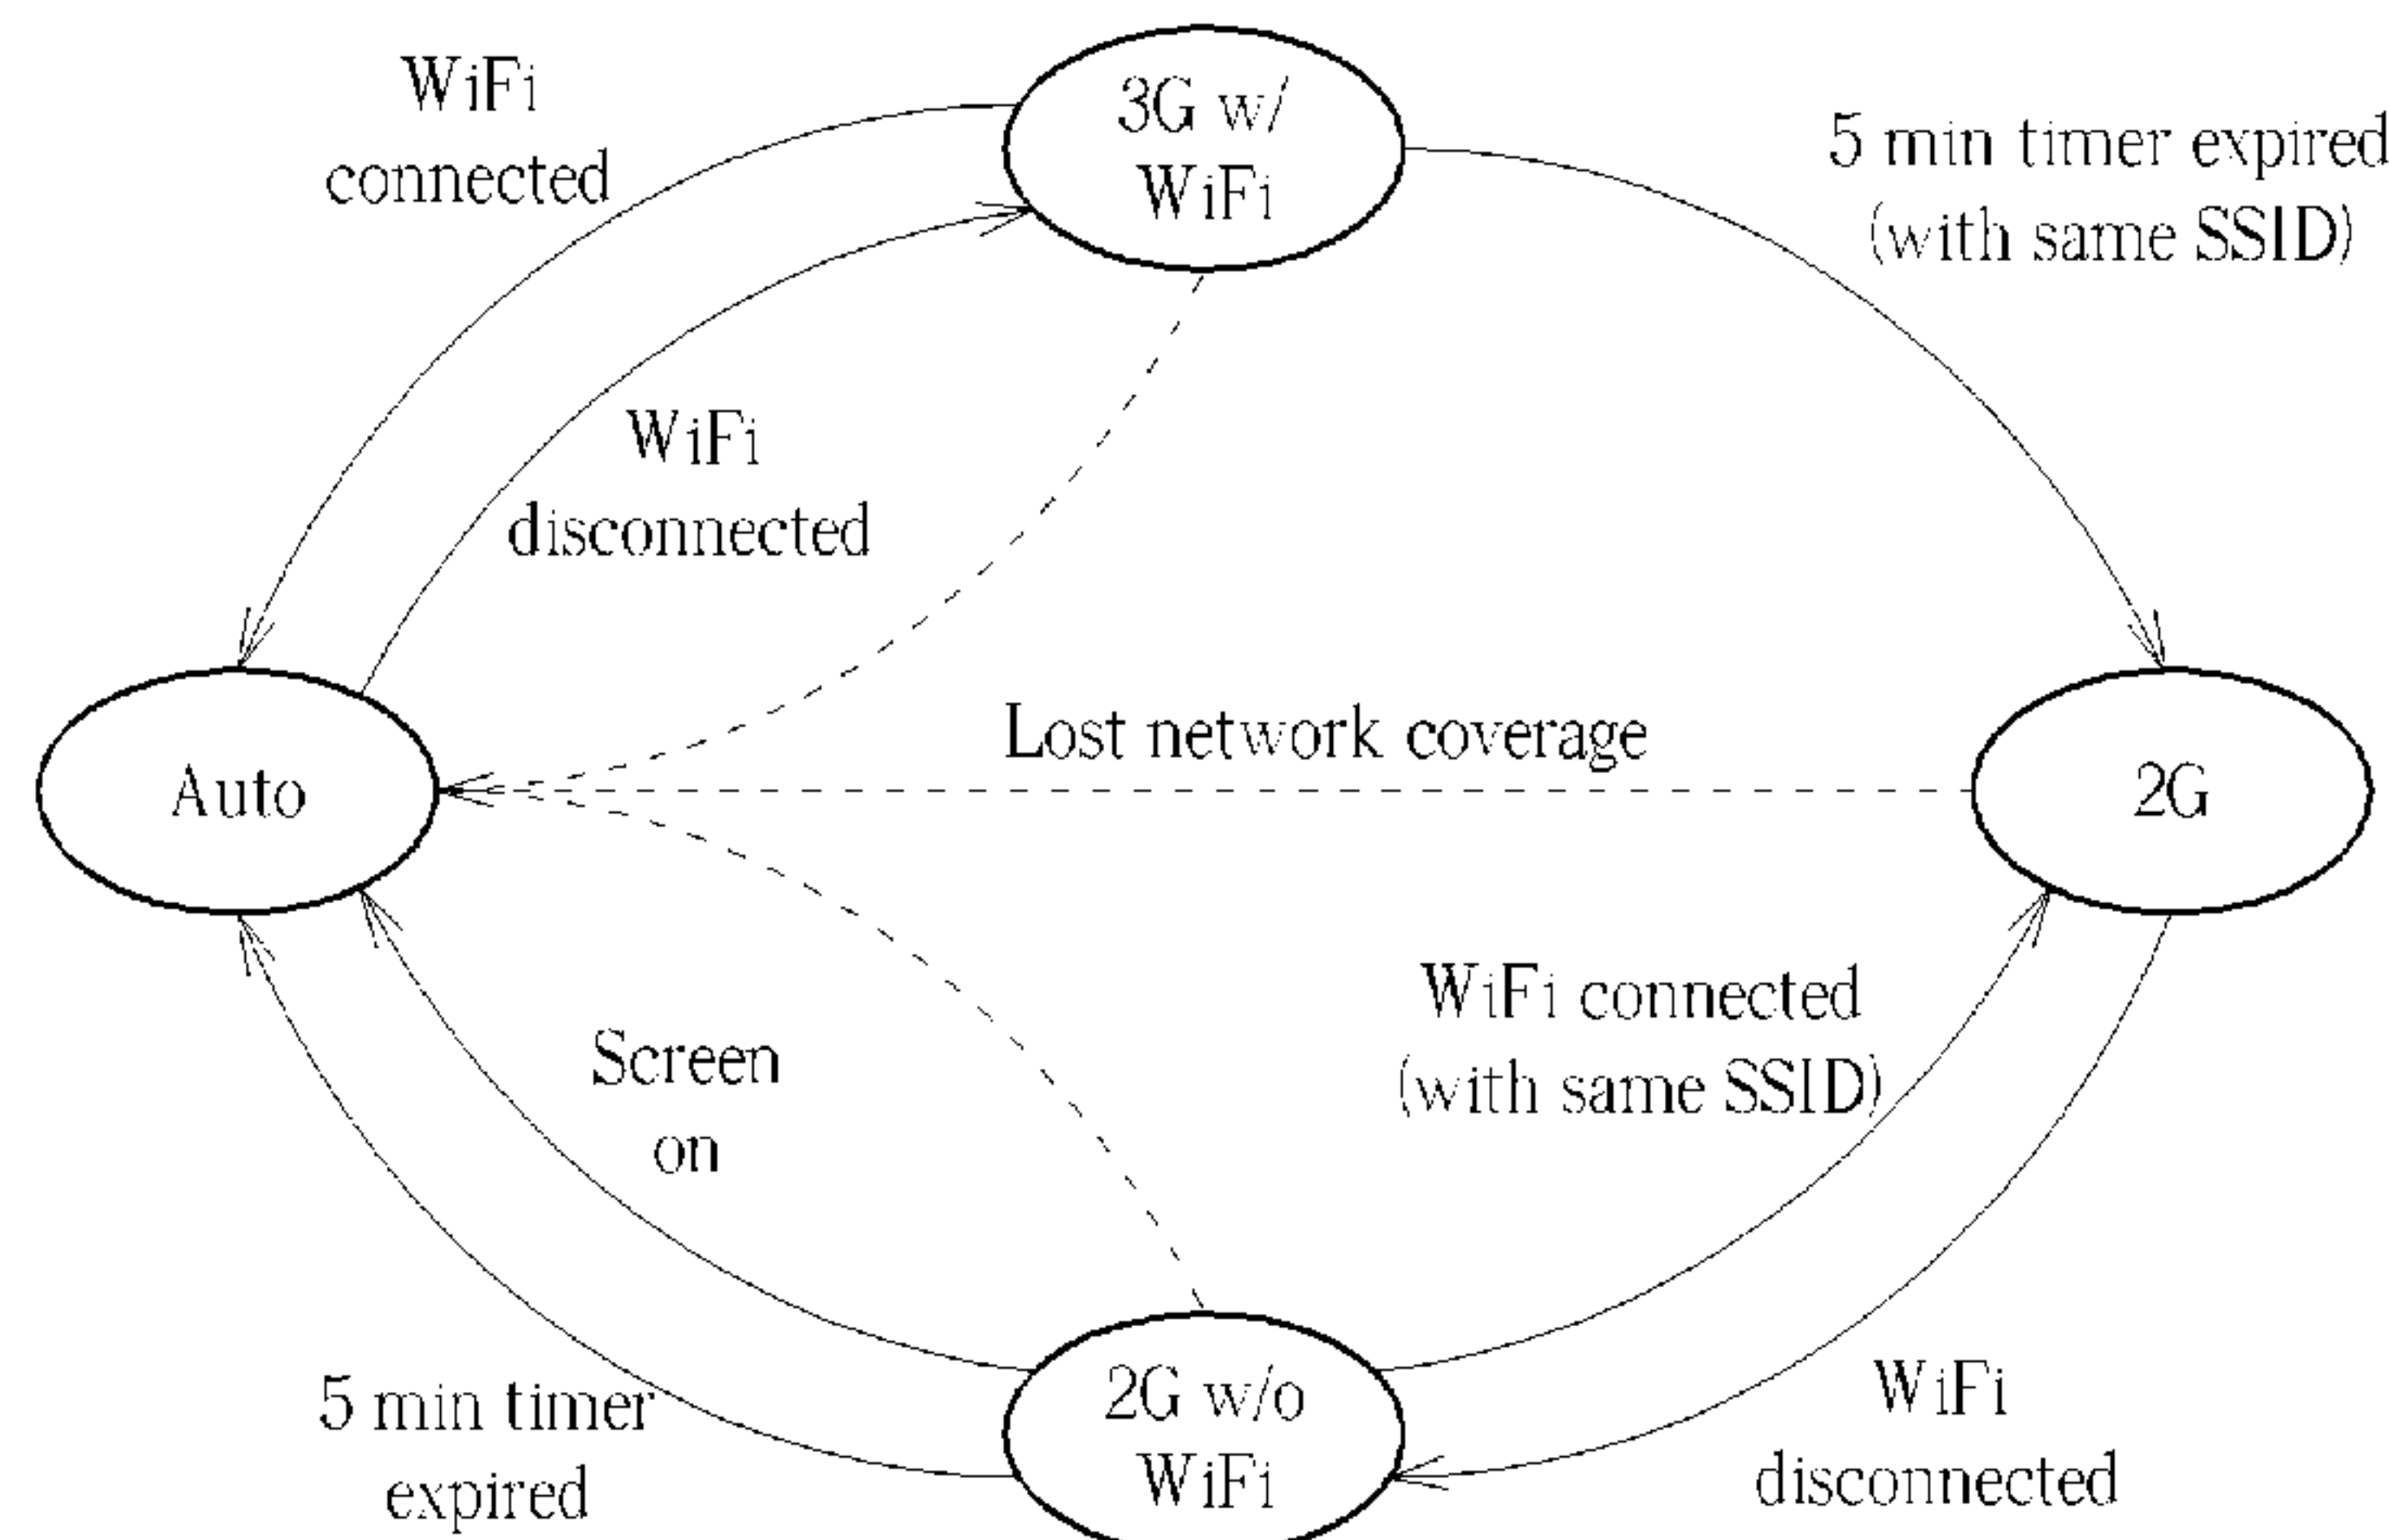 WiFi
connected
3G w/
WiFi
5 min timer expired
(with same SSID)
WiFi
disconnected
Lost network coverage
Auto
2G
WiFi connected
(with same SSID)
Screen
on
5 min timer
expired
2G w/o
WiFi
WiFi
disconnected